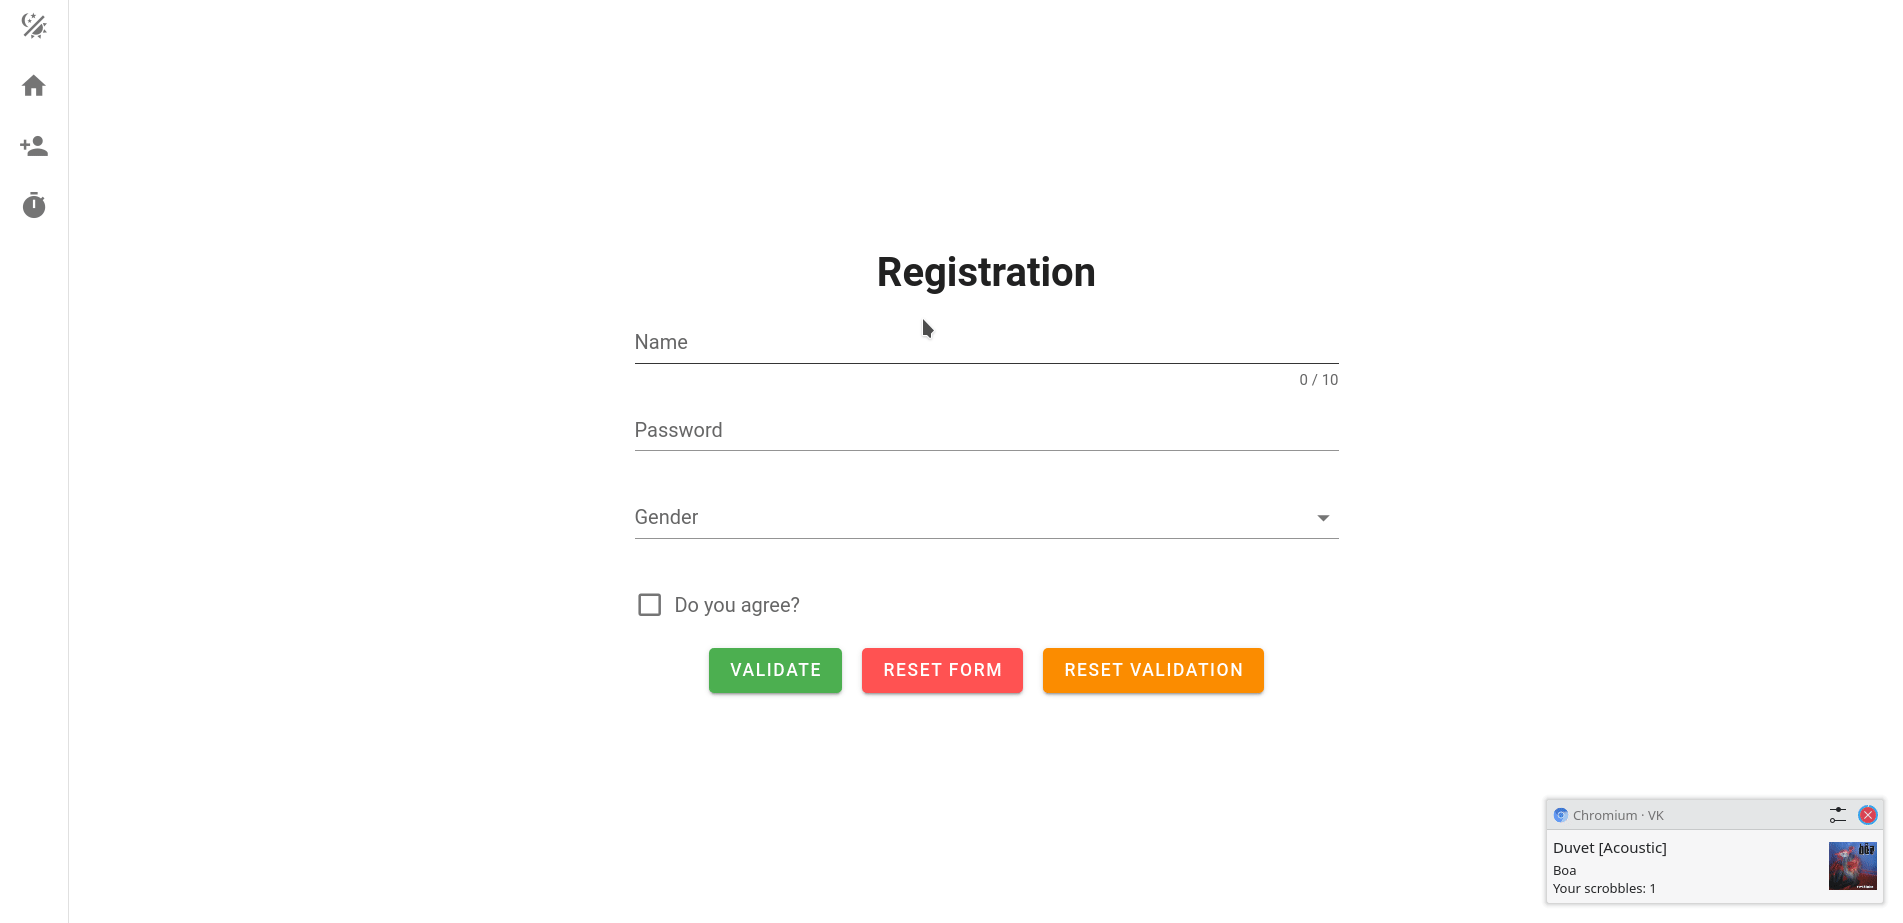 Registration
Name
0 / 10
Password
Gender
Do you agree?
VALIDATE
RESET FORM
RESET VALIDATION
Chromium · VK
Duvet [Acoustic]
Boa
Your scrobbles: 1